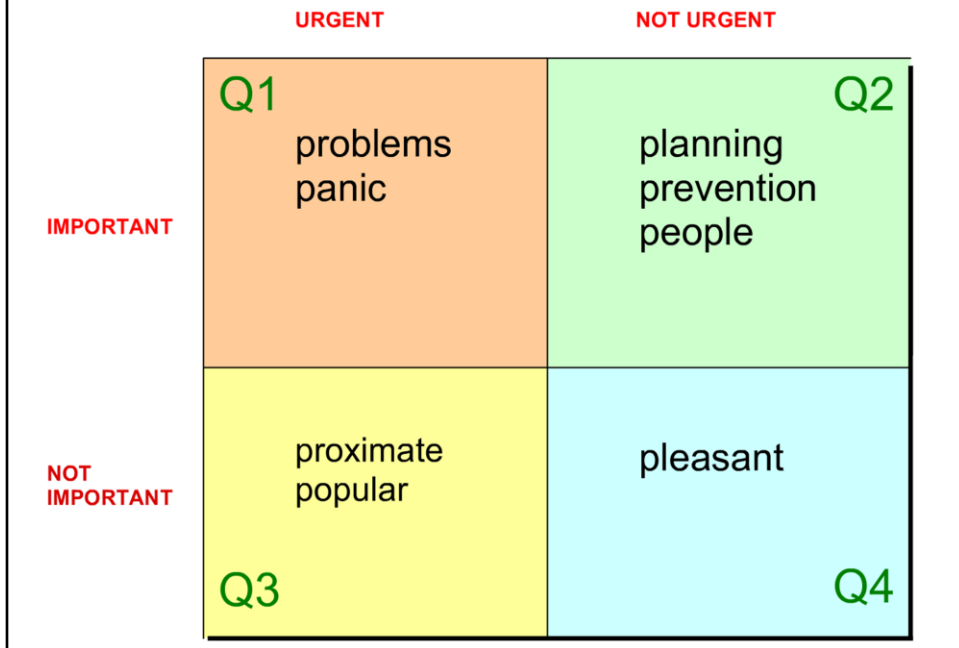 URGENT
NOT URGENT
Q1
Q2
problems
panic
planning
prevention
people
IMPORTANT
proximate
popular
pleasant
NOT
IMPORTANT
Q3
Q4